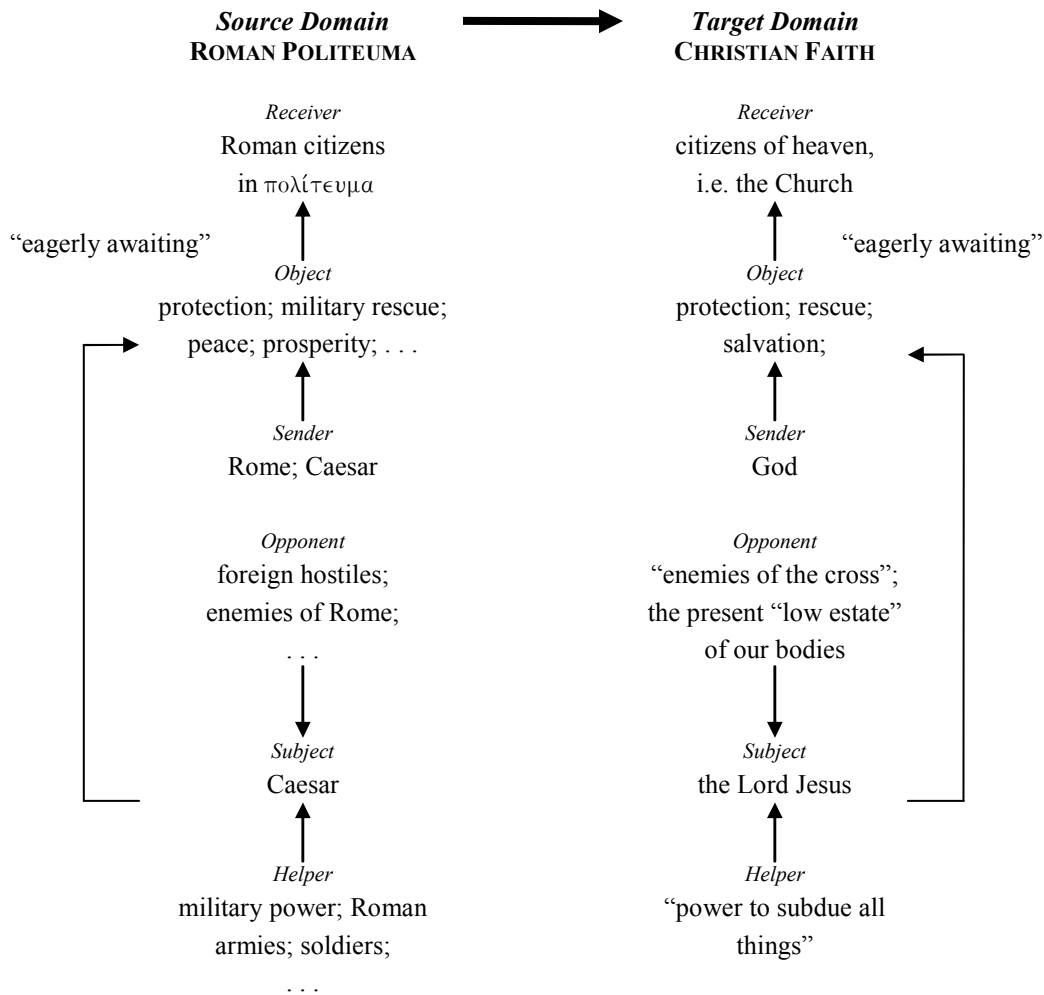 Source Domain
ROMAN POLITEUMA
Target Domain
CHRISTIAN FAITH
Receiver
Roman citizens
in πολίτευμα
Receiver
citizens of heaven,
i.e. the Church
“eagerly awaiting”
“eagerly awaiting”
Object
protection; military rescue;
peace; prosperity; . . .
Object
protection; rescue;
salvation;
Sender
Rome; Caesar
Sender
God
Opponent
foreign hostiles;
enemies of Rome;
. . .
Opponent
“enemies of the cross”;
the present “low estate”
of our bodies
Subject
Caesar
Subject
the Lord Jesus
Helper
military power; Roman
armies; soldiers;
. . .
Helper
“power to subdue all
things”